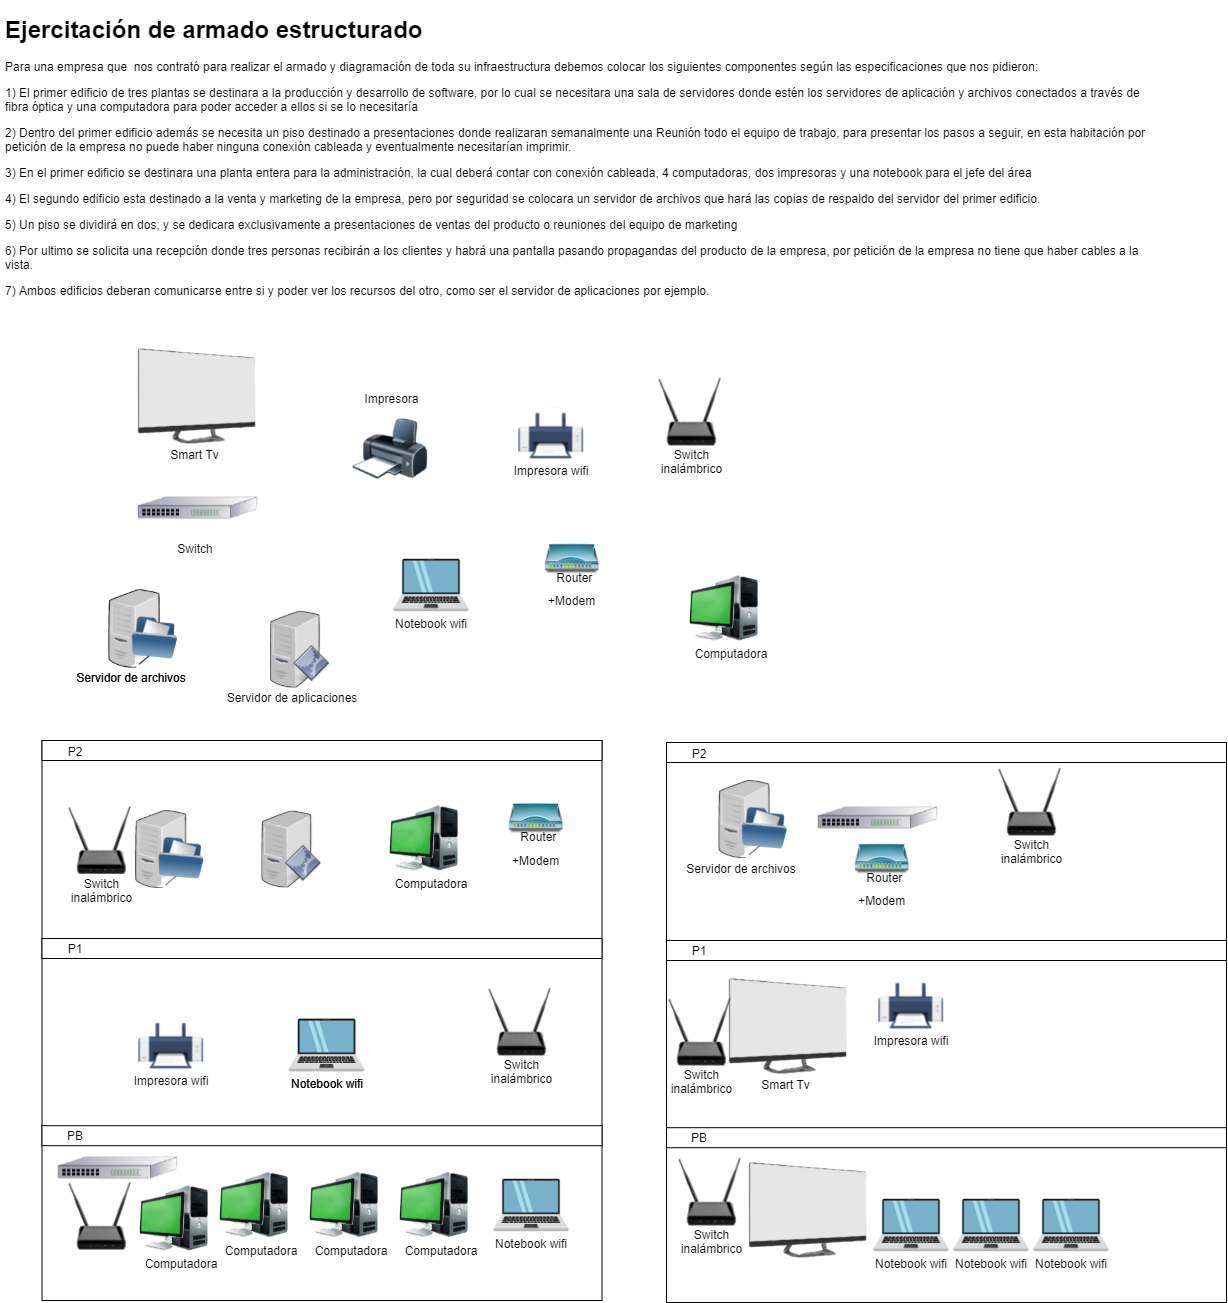 Ejercitación de armado estructurado
Para una empresa que  nos contrató para realizar el armado y diagramación de toda su infraestructura debemos colocar los siguientes componentes según las especificaciones que nos pidieron:
1) El primer edificio de tres plantas se destinara a la producción y desarrollo de software, por lo cual se necesitara una sala de servidores donde estén los servidores de aplicación y archivos conectados a través de
fibra óptica y una computadora para poder acceder a ellos si se lo necesitaría
2) Dentro del primer edificio además se necesita un piso destinado a presentaciones donde realizaran semanalmente una Reunión todo el equipo de trabajo, para presentar los pasos a seguir, en esta habitación por
petición de la empresa no puede haber ninguna conexión cableada y eventualmente necesitarían imprimir.
3) En el primer edificio se destinara una planta entera para la administración, la cual deberá contar con conexión cableada, 4 computadoras, dos impresoras y una notebook para el jefe del área
4) El segundo edificio esta destinado a la venta y marketing de la empresa, pero por seguridad se colocara un servidor de archivos que hará las copias de respaldo del servidor del primer edificio.
5) Un piso se dividirá en dos, y se dedicara exclusivamente a presentaciones de ventas del producto o reuniones del equipo de marketing
6) Por ultimo se solicita una recepción donde tres personas recibirán a los clientes y habrá una pantalla pasando propagandas del producto de la empresa, por petición de la empresa no tiene que haber cables a la
vista.
7) Ambos edificios deberan comunicarse entre si y poder ver los recursos del otro, como ser el servidor de aplicaciones por ejemplo.
Smart Tv
Impresora
Impresora wifi
Switch
inalámbrico
Switch
Notebook wifi
Router
+Modem
Computadora
Servidor de archivos
Servidor de aplicaciones
P2
Switch
inalámbrico
Computadora
Router
+Modem
P1
Impresora wifi
Notebook wifi
Switch
inalámbrico
PB
Computadora
Computadora
Computadora
Computadora
Notebook wifi
P2
Servidor de archivos
Router
+Modem
Switch
inalámbrico
P1
Switch
inalámbrico
Smart Tv
Impresora wifi
PB
Switch
inalámbrico
Notebook wifi
Notebook wifi
Notebook wifi